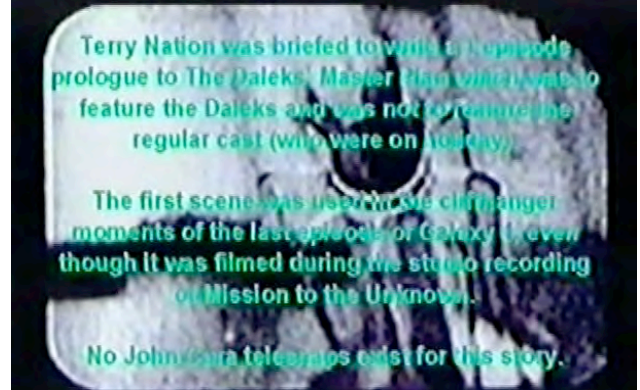 Terry Nation was briefed to write a 1 episode
prologue to The Daleks' Master Plan which was to
feature the Daleks and was not to feature the
regular cast (who were on holiday).
The first scene was used in the cliffhanger
moments of the last episode of Galaxy 4, even
though it was filmed during the studio recording
of Mission to the Unknown.
No John Cura telesnaps exist for this story.